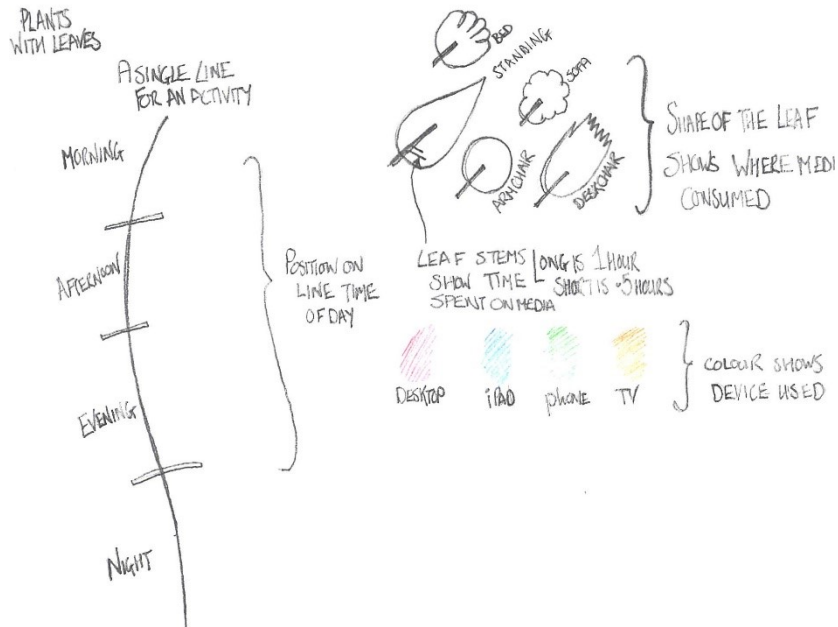 PLANTS
WITH LEAVES
A SINGLE LINE
FOR AN ACTIVITY
MORNING
AFTERNOON
EVENING
NIGHT
POSITION ON
LINE TIME
OF DAY
BED
STANDING
SOFA
ARMCHAIR
DESKCHAIR
SHAPE OF THE LEAF
SHOWS WHERE MEDI
CONSUMED
LEAF STEMS
SHOW TIME
SPENT ON MEDIA
LONG IS 1 HOUR
SHORT IS .5 HOURS
DESKTOP
iPAD
phone
TV
COLOUR SHOWS
DEVICE USED